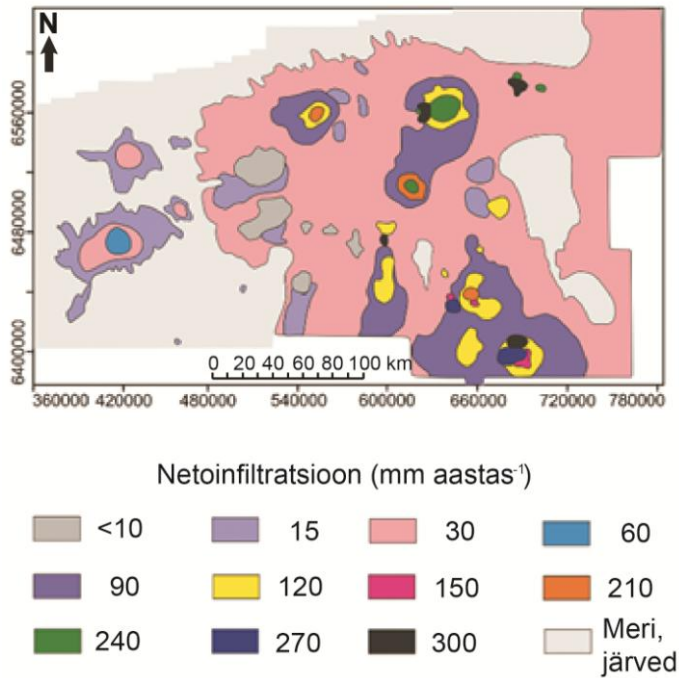 N
6560000
6480000
6400000
0 20 40 60 80 100 km
360000 420000 480000 540000 600000 660000 720000 780000
Netoinfiltratsioon (mm aastas⁻¹)
<10 15 30 60
90 120 150 210
240 270 300 Meri,
järved